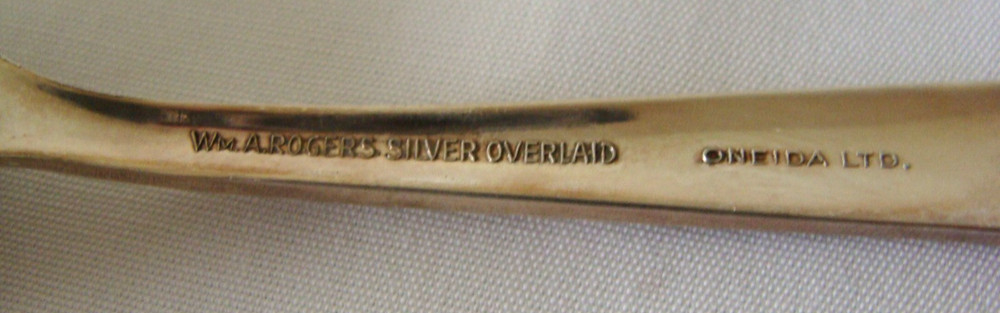 Wm. A. ROGERS SILVER OVERLAID ONEIDA LTD.